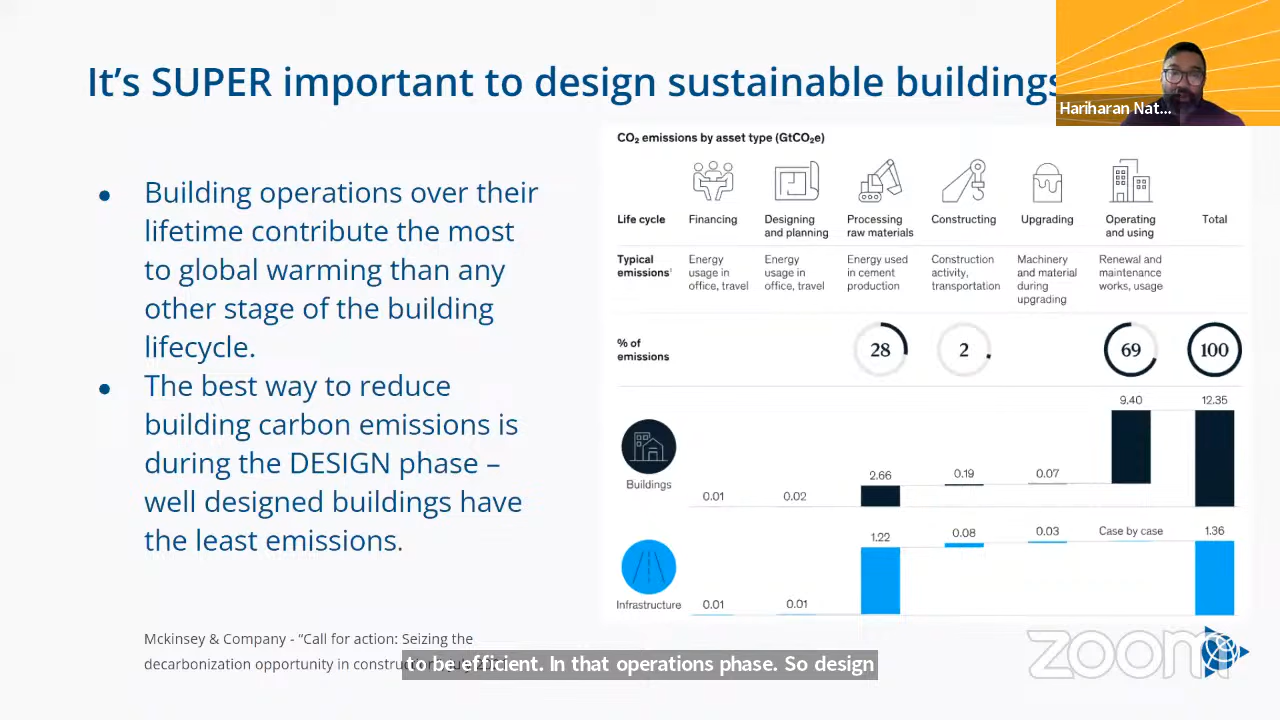 It's SUPER important to design sustainable buildings
Hariharan Nat...
● Building operations over their
lifetime contribute the most
to global warming than any
other stage of the building
lifecycle.
● The best way to reduce
building carbon emissions is
during the DESIGN phase –
well designed buildings have
the least emissions.
CO₂ emissions by asset type (GtCO₂e)
Life cycle Financing Designing and planning Processing raw materials Constructing Upgrading Operating and using Total
Typical emissions¹ Energy usage in office, travel Energy usage in office, travel Energy used in cement production Construction activity, transportation Machinery and material during upgrading Renewal and maintenance works, usage
% of emissions 28 2 69 100
Buildings 0.01 0.02 2.66 0.19 0.07 9.40 12.35
Infrastructure 0.01 0.01 1.22 0.08 0.03 Case by case 1.36
Mckinsey & Company - "Call for action: Seizing the
decarbonization opportunity in
to be efficient. In that operations phase. So design
zoom